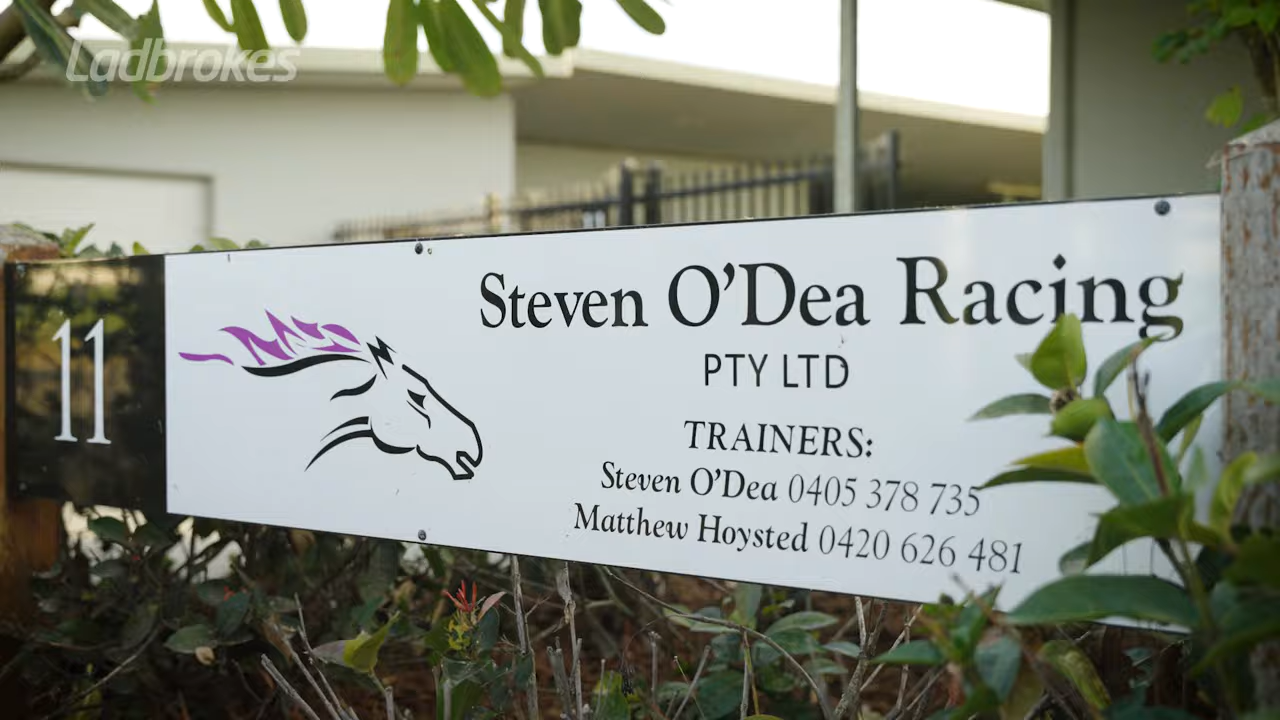 Ladbrokes
11
Steven O'Dea Racing
PTY LTD
TRAINERS:
Steven O'Dea 0405 378 735
Matthew Hoysted 0420 626 481